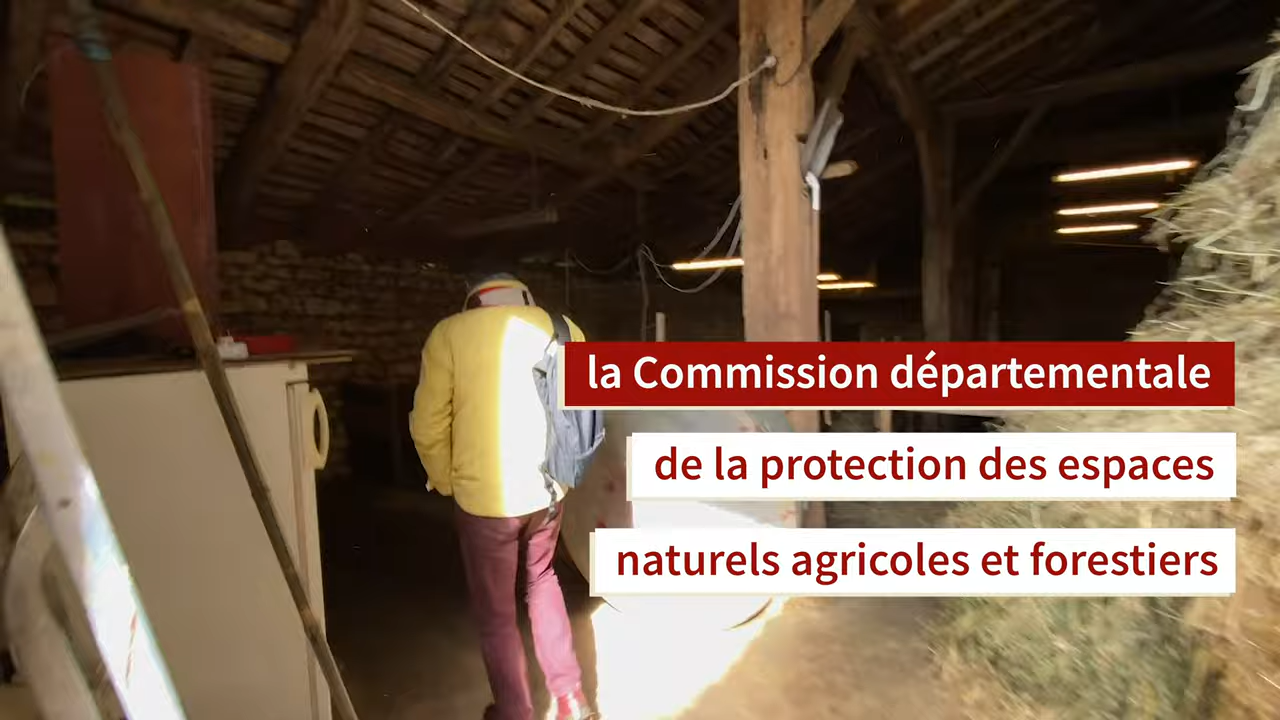 la Commission départementale
de la protection des espaces
naturels agricoles et forestiers